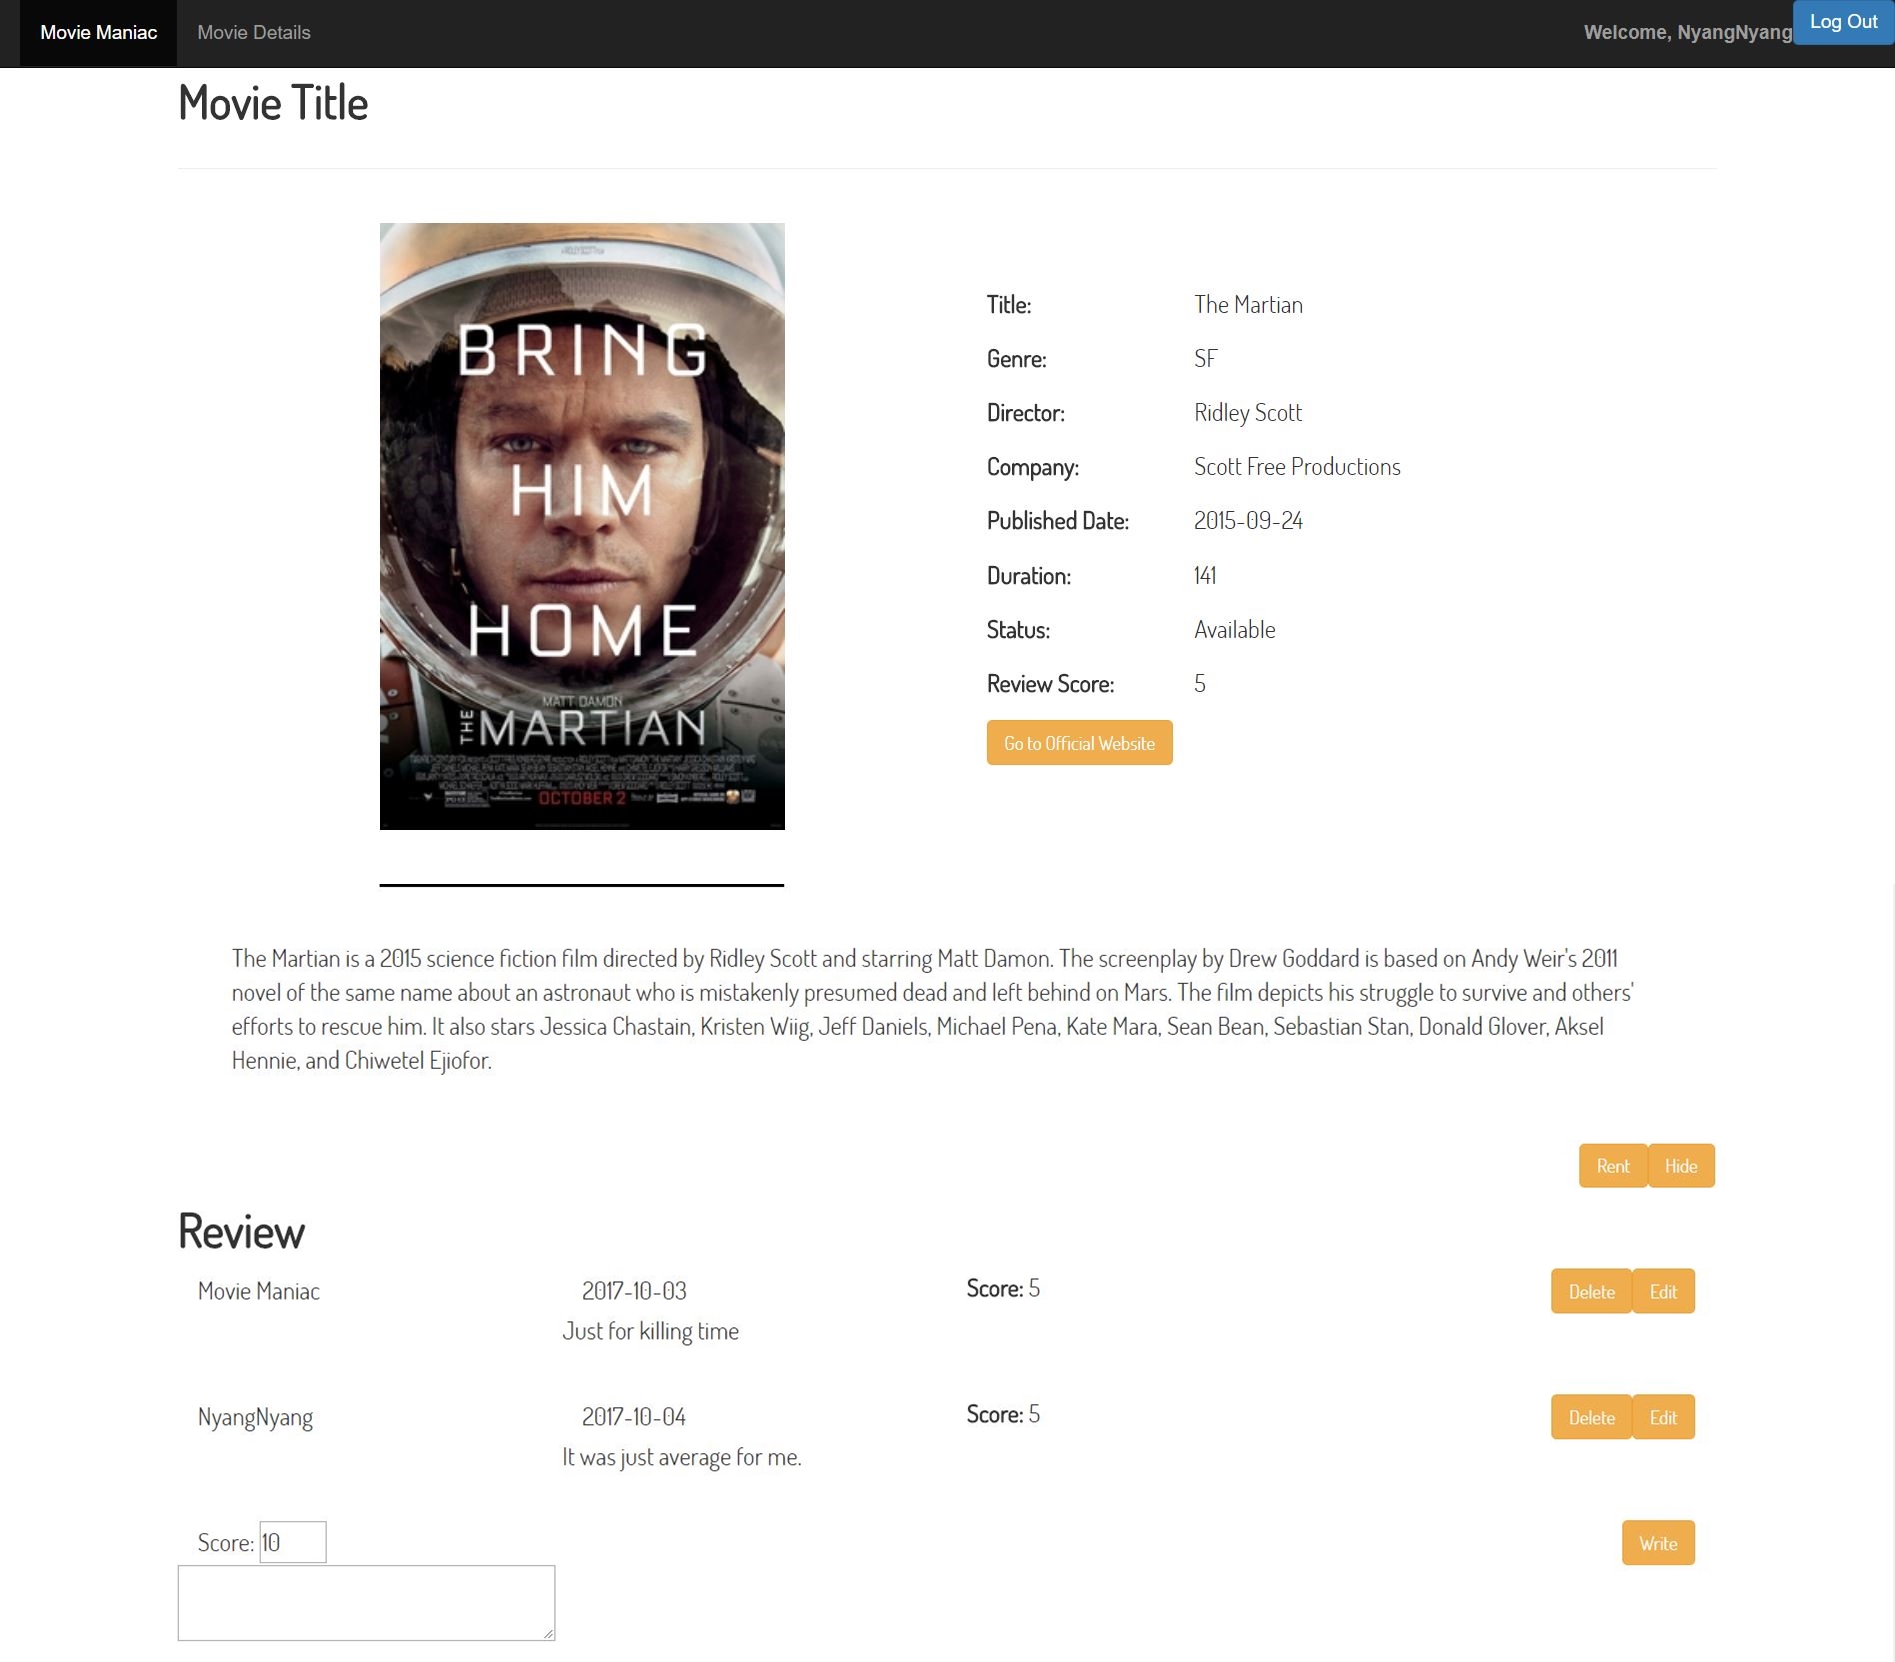 Movie Maniac Movie Details Welcome, NyangNyang Log Out
Movie Title
BRING
HIM
HOME
MATT DAMON
THE MARTIAN
OCTOBER 2
Title: The Martian
Genre: SF
Director: Ridley Scott
Company: Scott Free Productions
Published Date: 2015-09-24
Duration: 141
Status: Available
Review Score: 5
Go to Official Website
The Martian is a 2015 science fiction film directed by Ridley Scott and starring Matt Damon. The screenplay by Drew Goddard is based on Andy Weir's 2011
novel of the same name about an astronaut who is mistakenly presumed dead and left behind on Mars. The film depicts his struggle to survive and others'
efforts to rescue him. It also stars Jessica Chastain, Kristen Wiig, Jeff Daniels, Michael Pena, Kate Mara, Sean Bean, Sebastian Stan, Donald Glover, Aksel
Hennie, and Chiwetel Ejiofor.
Rent Hide
Review
Movie Maniac 2017-10-03 Score: 5 Delete Edit
Just for killing time
NyangNyang 2017-10-04 Score: 5 Delete Edit
It was just average for me.
Score: 10 Write